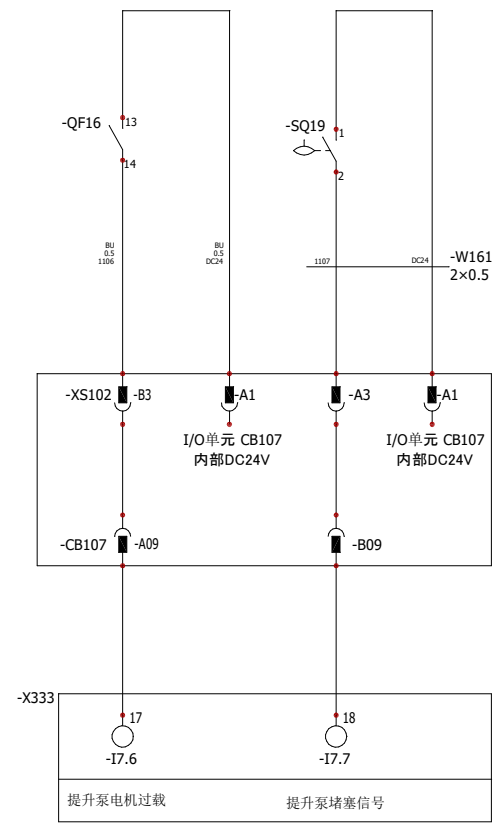 -QF16
13
14
-SQ19
1
2
BU
0.5
1106
BU
0.5
DC24
1107
DC24
-W161
2×0.5
-XS102
-B3
-A1
-A3
-A1
I/O单元 CB107
内部DC24V
I/O单元 CB107
内部DC24V
-CB107
-A09
-B09
-X333
17
18
-I7.6
-I7.7
提升泵电机过载
提升泵堵塞信号